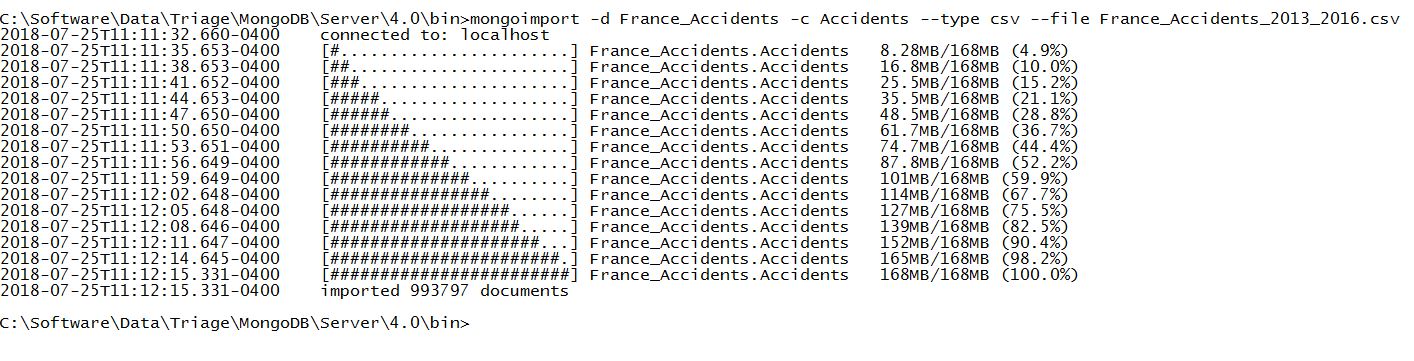 C:\Software\Data\Triage\MongoDB\Server\4.0\bin>mongoimport -d France_Accidents -c Accidents --type csv --file France_Accidents_2013_2016.csv
2018-07-25T11:11:32.660-0400    connected to: localhost
2018-07-25T11:11:35.653-0400    [#.......................] France_Accidents.Accidents   8.28MB/168MB (4.9%)
2018-07-25T11:11:38.653-0400    [##......................] France_Accidents.Accidents   16.8MB/168MB (10.0%)
2018-07-25T11:11:41.652-0400    [###.....................] France_Accidents.Accidents   25.5MB/168MB (15.2%)
2018-07-25T11:11:44.653-0400    [#####...................] France_Accidents.Accidents   35.5MB/168MB (21.1%)
2018-07-25T11:11:47.650-0400    [######..................] France_Accidents.Accidents   48.5MB/168MB (28.8%)
2018-07-25T11:11:50.650-0400    [########................] France_Accidents.Accidents   61.7MB/168MB (36.7%)
2018-07-25T11:11:53.651-0400    [##########..............] France_Accidents.Accidents   74.7MB/168MB (44.4%)
2018-07-25T11:11:56.649-0400    [############............] France_Accidents.Accidents   87.8MB/168MB (52.2%)
2018-07-25T11:11:59.649-0400    [##############..........] France_Accidents.Accidents   101MB/168MB (59.9%)
2018-07-25T11:12:02.648-0400    [################........] France_Accidents.Accidents   114MB/168MB (67.7%)
2018-07-25T11:12:05.648-0400    [##################......] France_Accidents.Accidents   127MB/168MB (75.5%)
2018-07-25T11:12:08.646-0400    [###################.....] France_Accidents.Accidents   139MB/168MB (82.5%)
2018-07-25T11:12:11.647-0400    [#####################...] France_Accidents.Accidents   152MB/168MB (90.4%)
2018-07-25T11:12:14.645-0400    [#######################.] France_Accidents.Accidents   165MB/168MB (98.2%)
2018-07-25T11:12:15.331-0400    [########################] France_Accidents.Accidents   168MB/168MB (100.0%)
2018-07-25T11:12:15.331-0400    imported 993797 documents
C:\Software\Data\Triage\MongoDB\Server\4.0\bin>